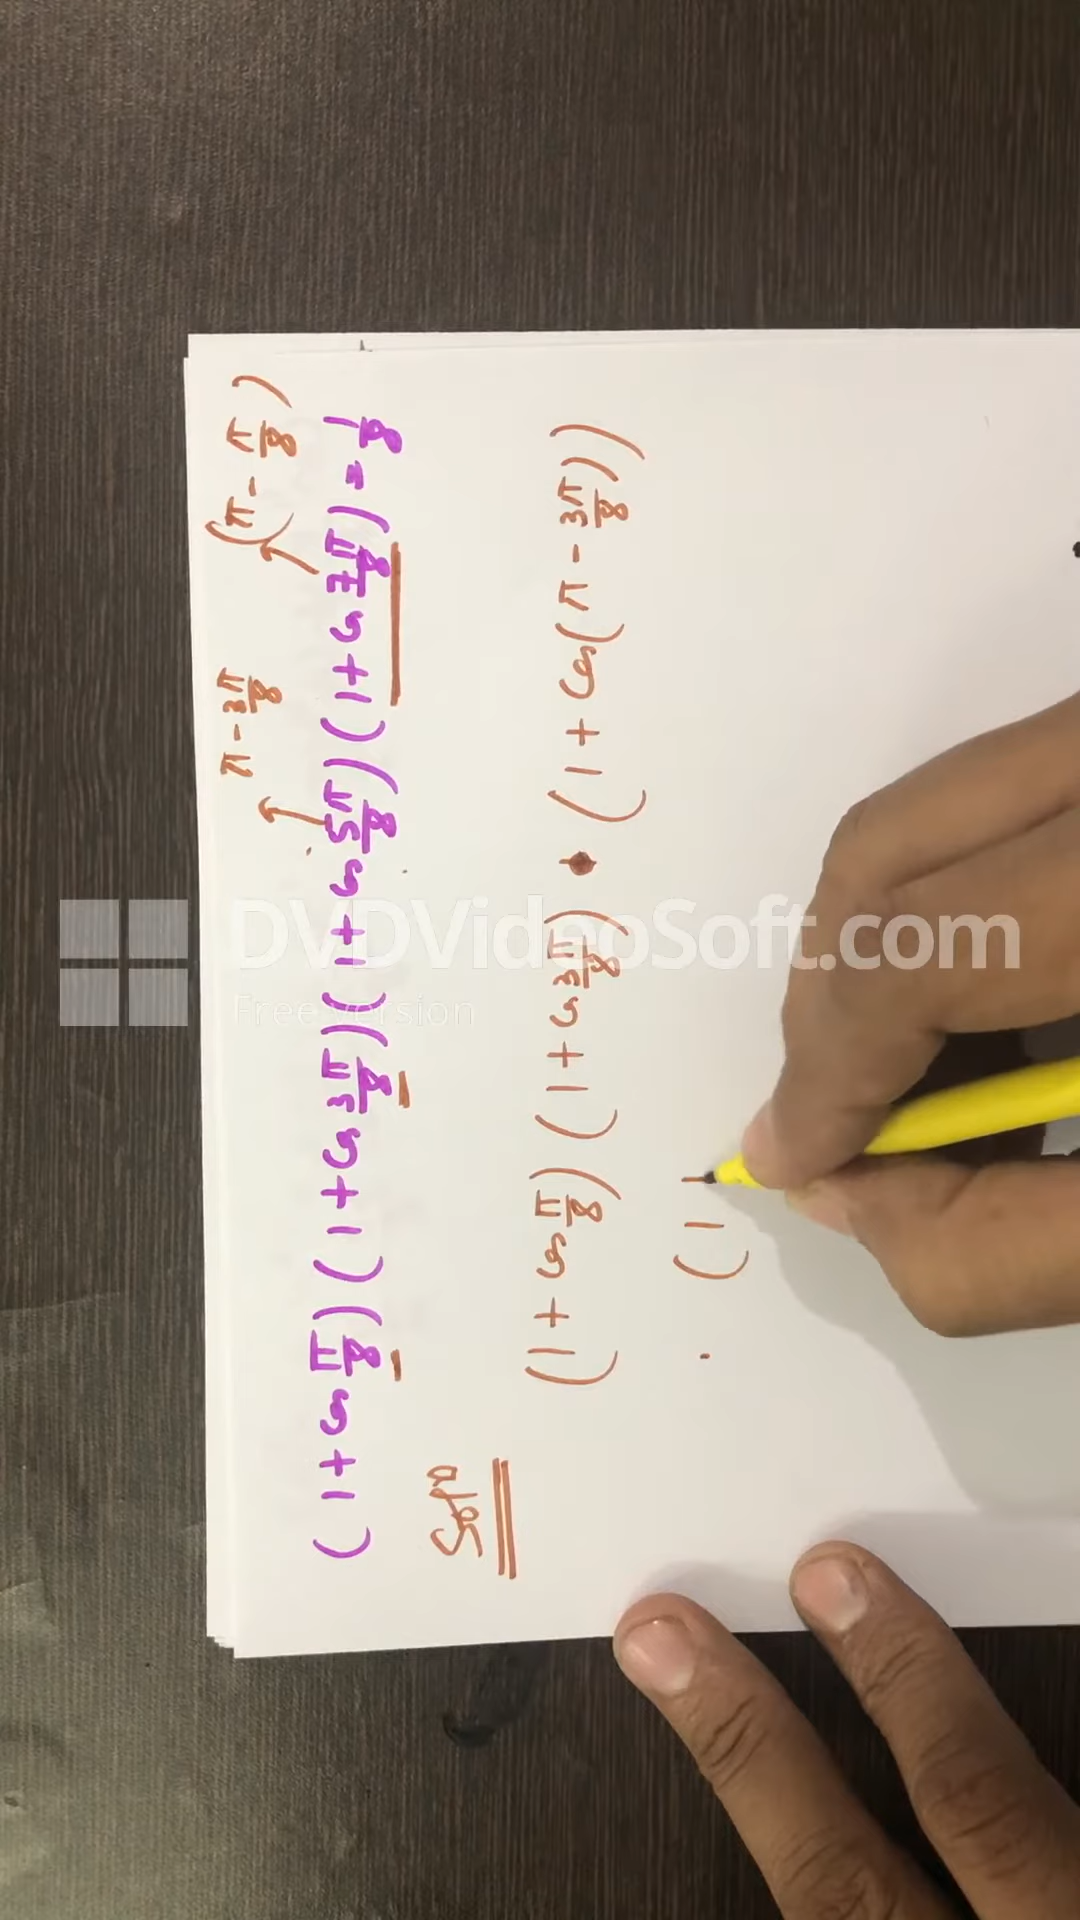 (π - π/8)
π - 3π/8
(1 + cos π/8) (1 + cos 3π/8) (1 + cos 5π/8) (1 + cos 7π/8) = 1/8
Soln
(1 + cos π/8) (1 + cos 3π/8) • (1 + cos(π - 3π/8))
(1
DVDVideoSoft.com
Free version